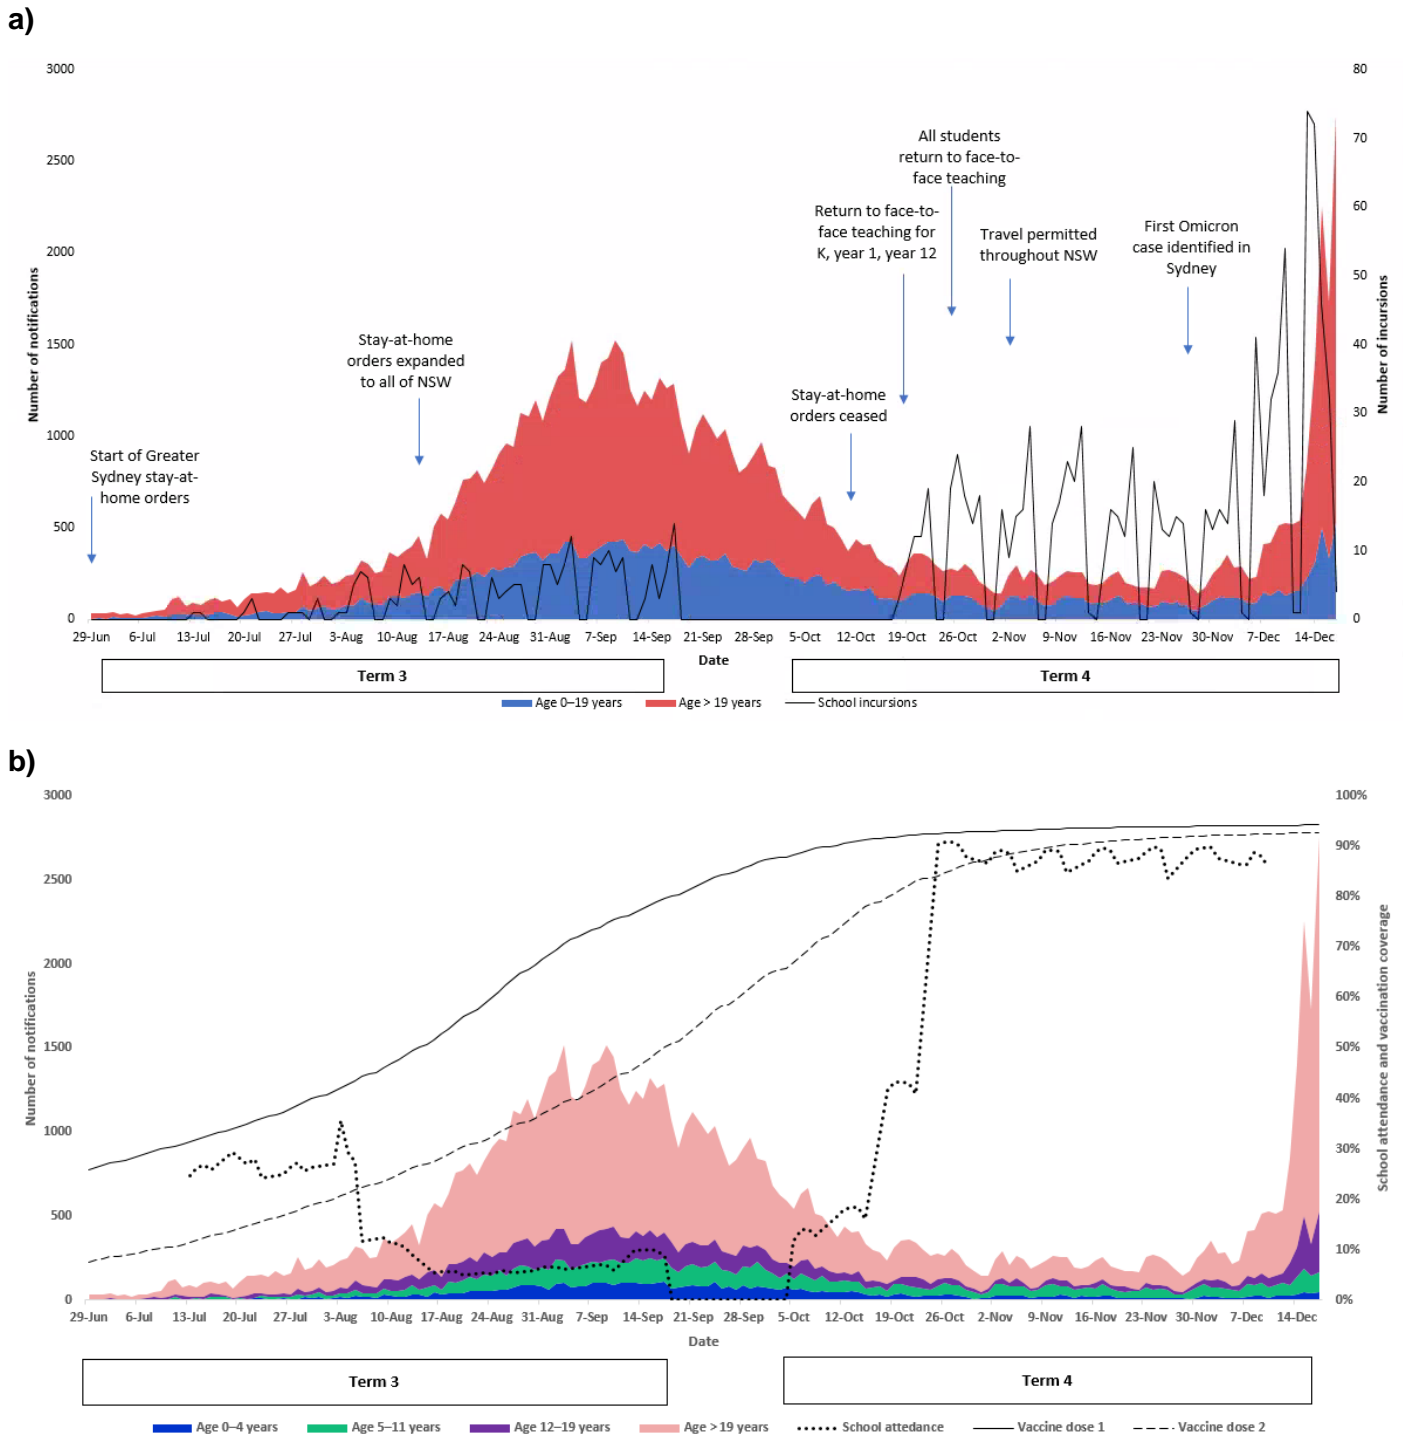 a)
3000
2500
2000
1500
1000
500
0
Number of notifications
80
70
60
50
40
30
20
10
0
Number of incursions
Start of Greater
Sydney stay-at-
home orders
Stay-at-home
orders expanded
to all of NSW
Stay-at-home
orders ceased
Return to face-to-
face teaching for
K, year 1, year 12
All students
return to face-to-
face teaching
Travel permitted
throughout NSW
First Omicron
case identified in
Sydney
29-Jun 6-Jul 13-Jul 20-Jul 27-Jul 3-Aug 10-Aug 17-Aug 24-Aug 31-Aug 7-Sep 14-Sep 21-Sep 28-Sep 5-Oct 12-Oct 19-Oct 26-Oct 2-Nov 9-Nov 16-Nov 23-Nov 30-Nov 7-Dec 14-Dec
Date
Term 3 Term 4
Age 0–19 years Age > 19 years School incursions
b)
3000
2500
2000
1500
1000
500
0
Number of notifications
100%
90%
80%
70%
60%
50%
40%
30%
20%
10%
0%
School attendance and vaccination coverage
29-Jun 6-Jul 13-Jul 20-Jul 27-Jul 3-Aug 10-Aug 17-Aug 24-Aug 31-Aug 7-Sep 14-Sep 21-Sep 28-Sep 5-Oct 12-Oct 19-Oct 26-Oct 2-Nov 9-Nov 16-Nov 23-Nov 30-Nov 7-Dec 14-Dec
Date
Term 3 Term 4
Age 0–4 years Age 5–11 years Age 12–19 years Age >19 years School attedance Vaccine dose 1 Vaccine dose 2